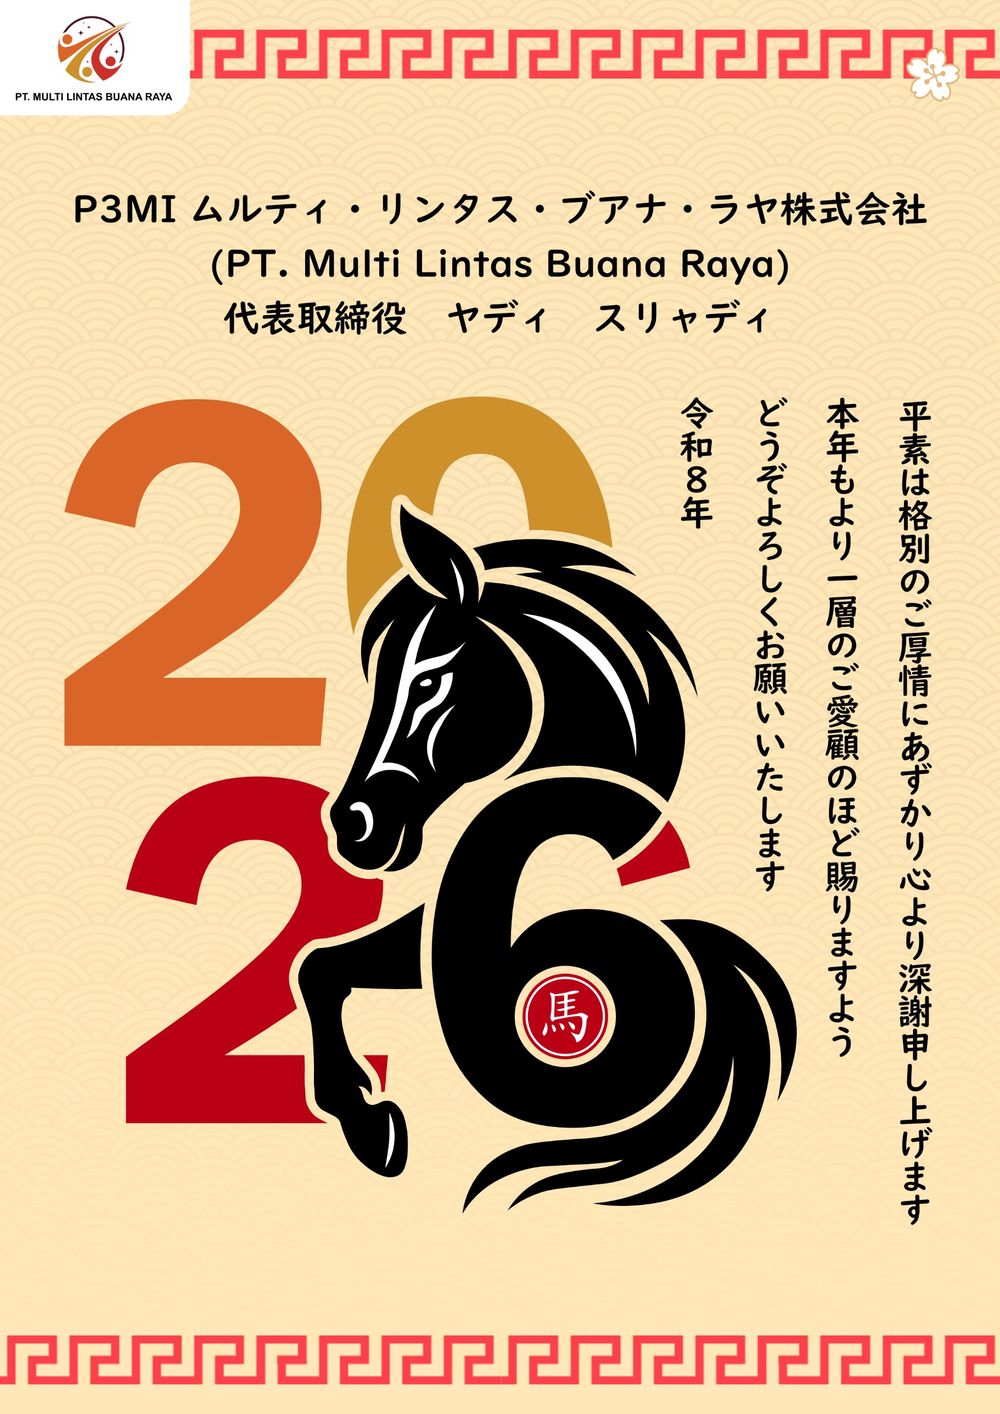 PT. MULTI LINTAS BUANA RAYA
P3MI ムルティ・リンタス・ブアナ・ラヤ株式会社
(PT. Multi Lintas Buana Raya)
代表取締役　ヤディ　スリャディ
平素は格別のご厚情にあずかり心より深謝申し上げます
本年もより一層のご愛顧のほど賜りますよう
どうぞよろしくお願いいたします
令和8年
20
26
馬